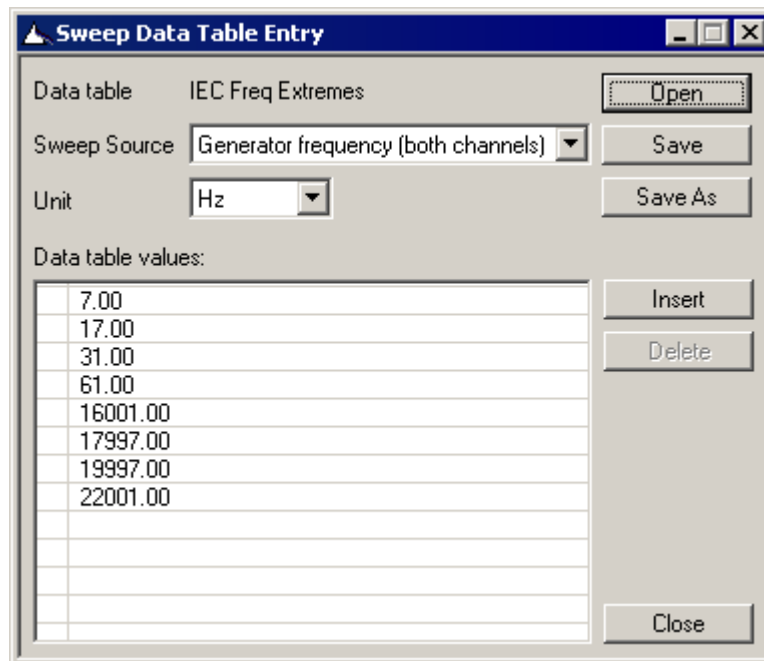 Sweep Data Table Entry
Data table IEC Freq Extremes Open
Sweep Source Generator frequency (both channels) Save
Unit Hz Save As
Data table values:
7.00 Insert
17.00
31.00 Delete
61.00
16001.00
17997.00
19997.00
22001.00
Close